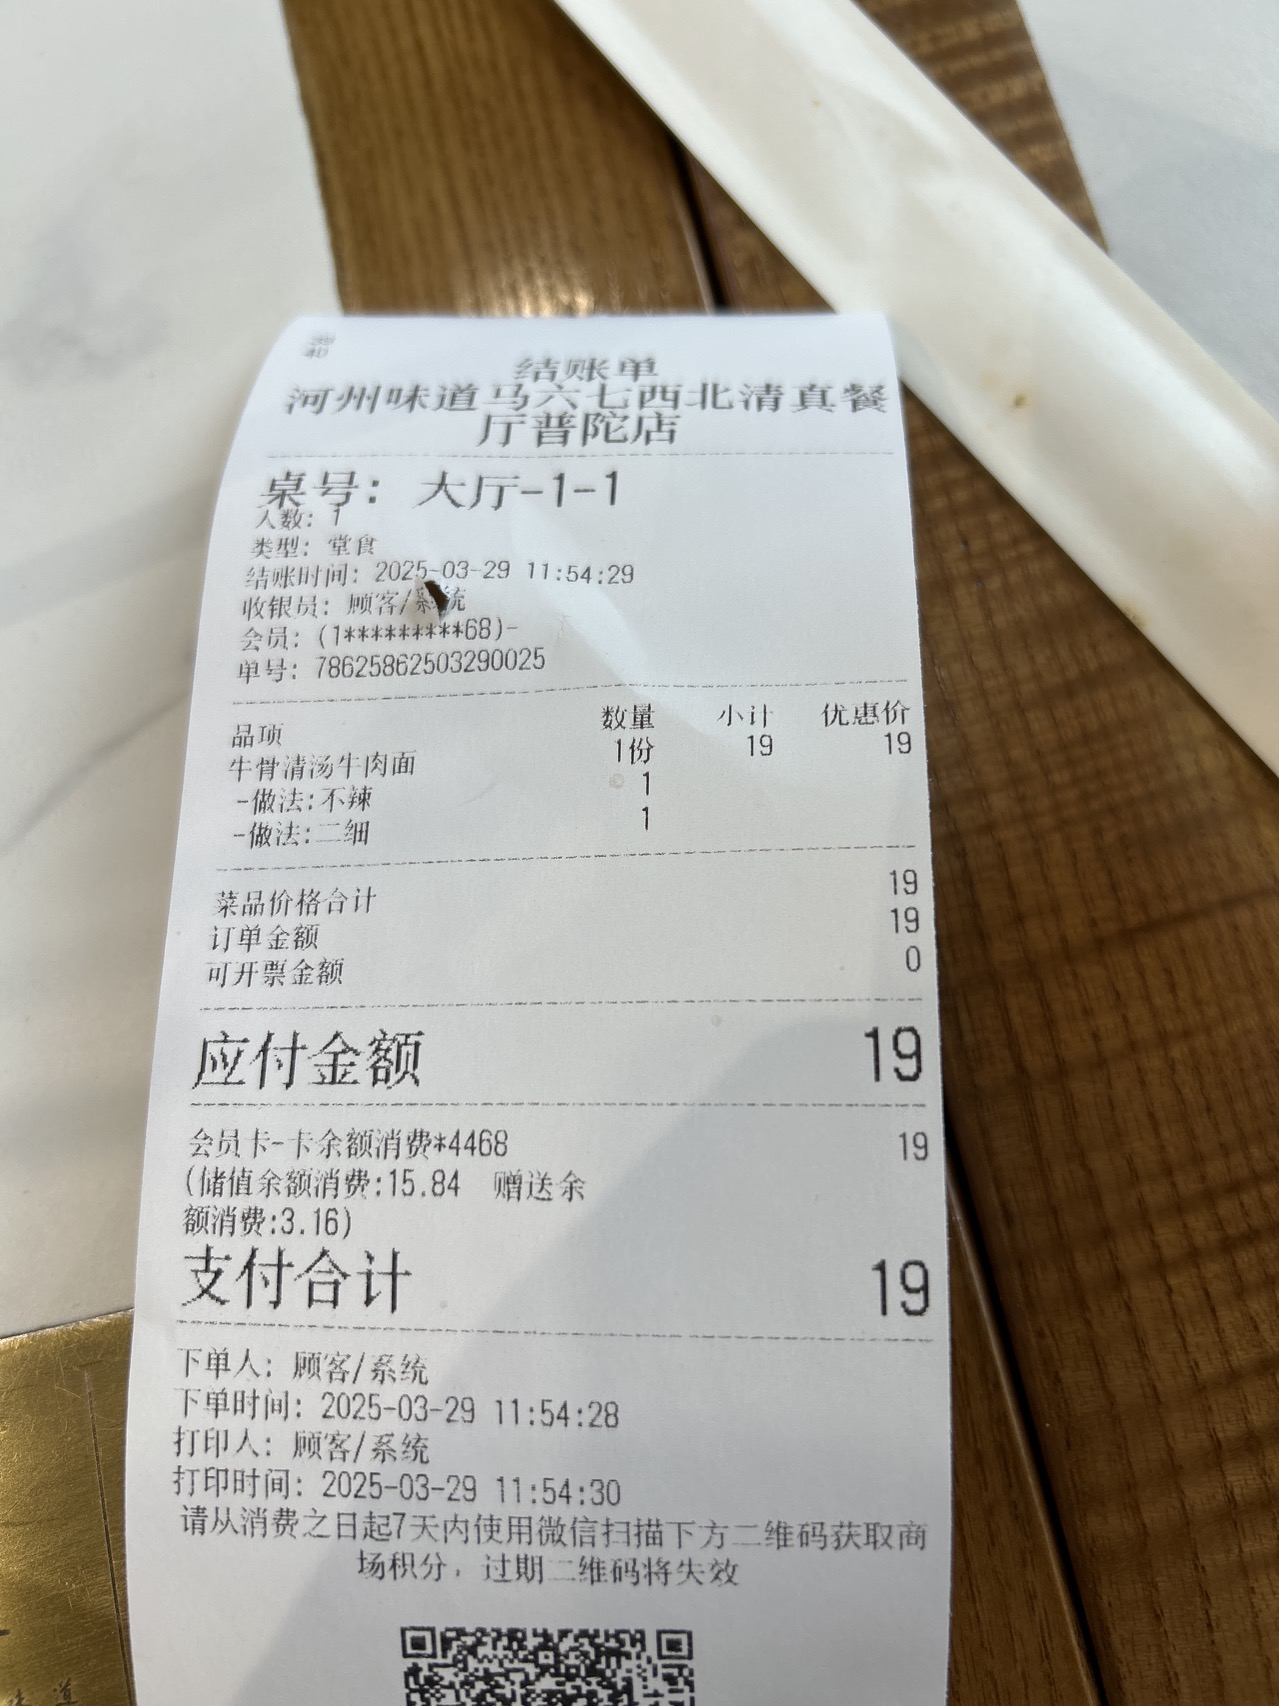 结账单
河州味道马六七西北清真餐
厅普陀店
桌号： 大厅-1-1
人数: 1
类型: 堂食
结账时间: 2025-03-29 11:54:29
收银员: 顾客/系统
会员: (1*********68)-
单号: 78625862503290025
品项 数量 小计 优惠价
牛骨清汤牛肉面 1份 19 19
-做法:不辣 1
-做法:二细 1
菜品价格合计 19
订单金额 19
可开票金额 0
应付金额 19
会员卡-卡余额消费*4468 19
(储值余额消费:15.84 赠送余
额消费:3.16)
支付合计 19
下单人: 顾客/系统
下单时间: 2025-03-29 11:54:28
打印人: 顾客/系统
打印时间: 2025-03-29 11:54:30
请从消费之日起7天内使用微信扫描下方二维码获取商
场积分，过期二维码将失效
味 道